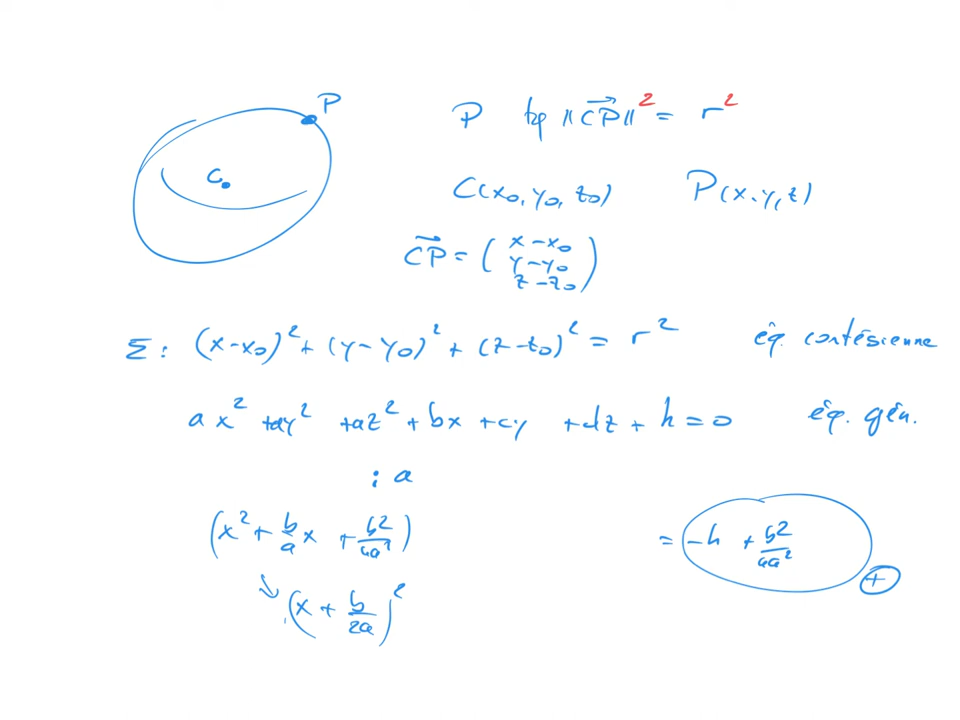 P
C
P tq ‖CP→‖² = r²
C(x₀, y₀, z₀) P(x, y, z)
CP→ = ( x − x₀
y − y₀
z − z₀ )
Σ : (x−x₀)² + (y−y₀)² + (z−z₀)² = r² éq. cartésienne
ax² + ay² + az² + bx + cy + dz + h = 0 éq. gén.
: a
(x² + b/a x + b²/4a²) = −h + b²/4a² +
↘ (x + b/2a)²